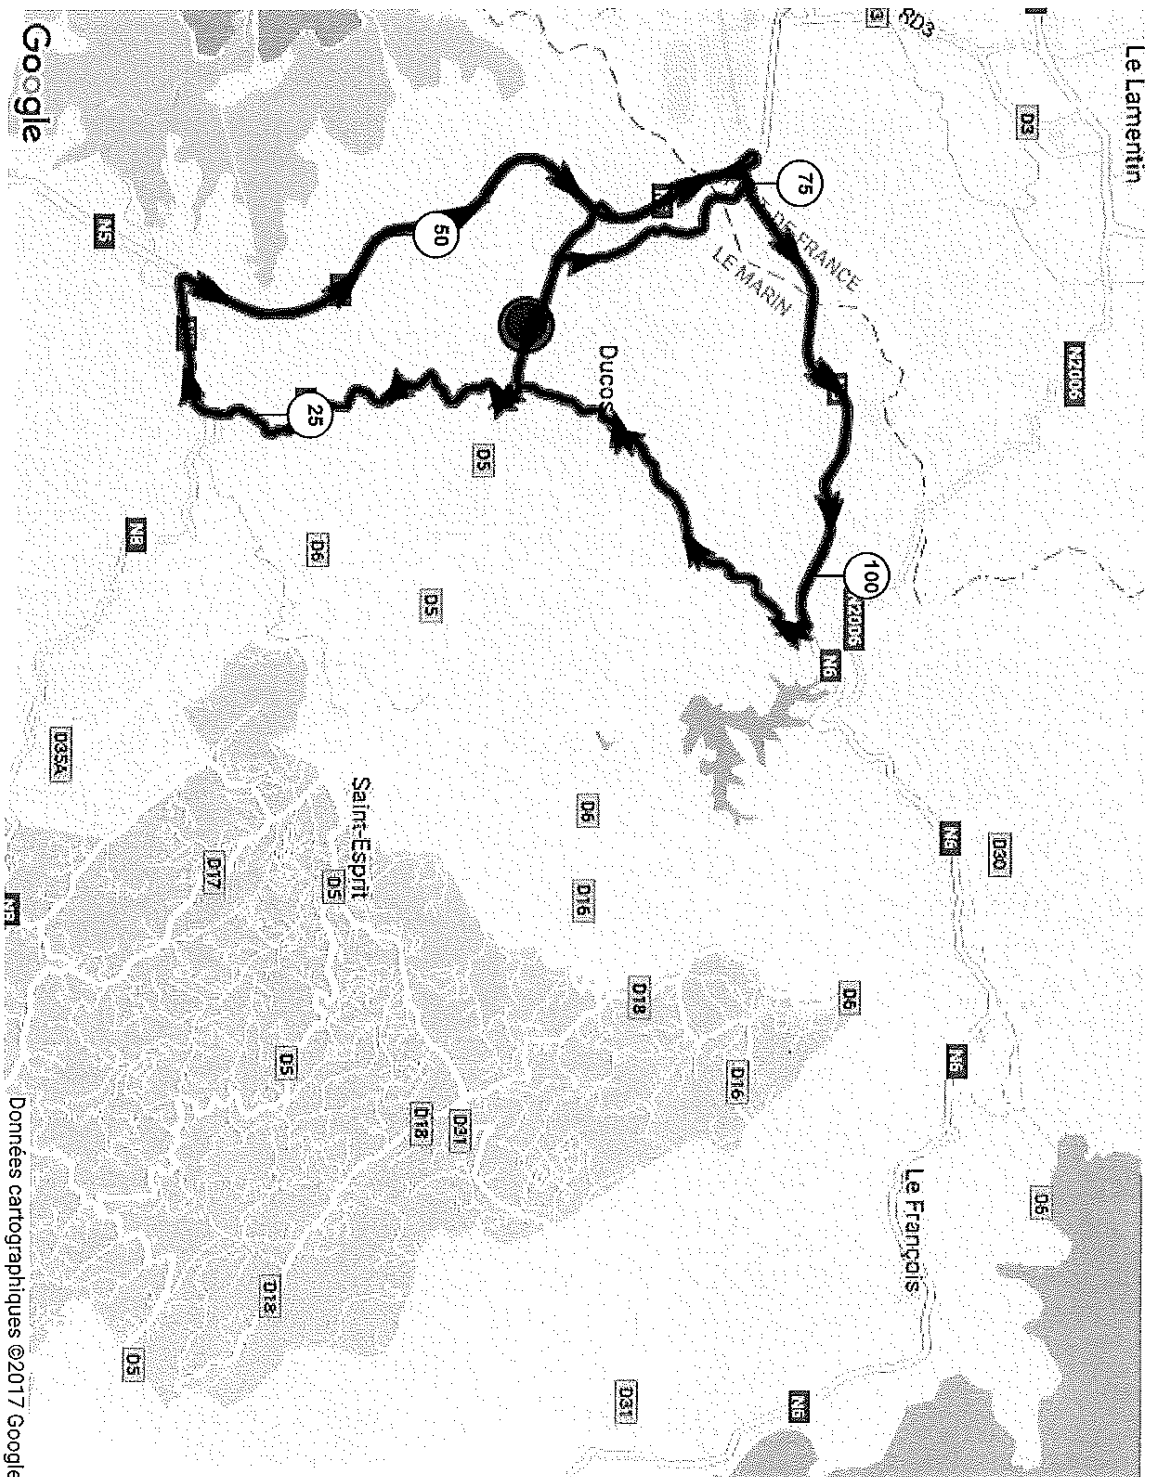 Le Lamentin
N2006
D6
D3
D30
N6
N6
RD3
Le François
3
100
N2006
D6
N6
DE FRANCE
75
N6
LE MARIN
D16
D18
D31
Ducos
D6
D16
D5
D31
50
D5
D18
Saint-Esprit
D5
D6
25
D5
D18
D17
N8
D5
N5
D35A
Google
Données cartographiques ©2017 Google